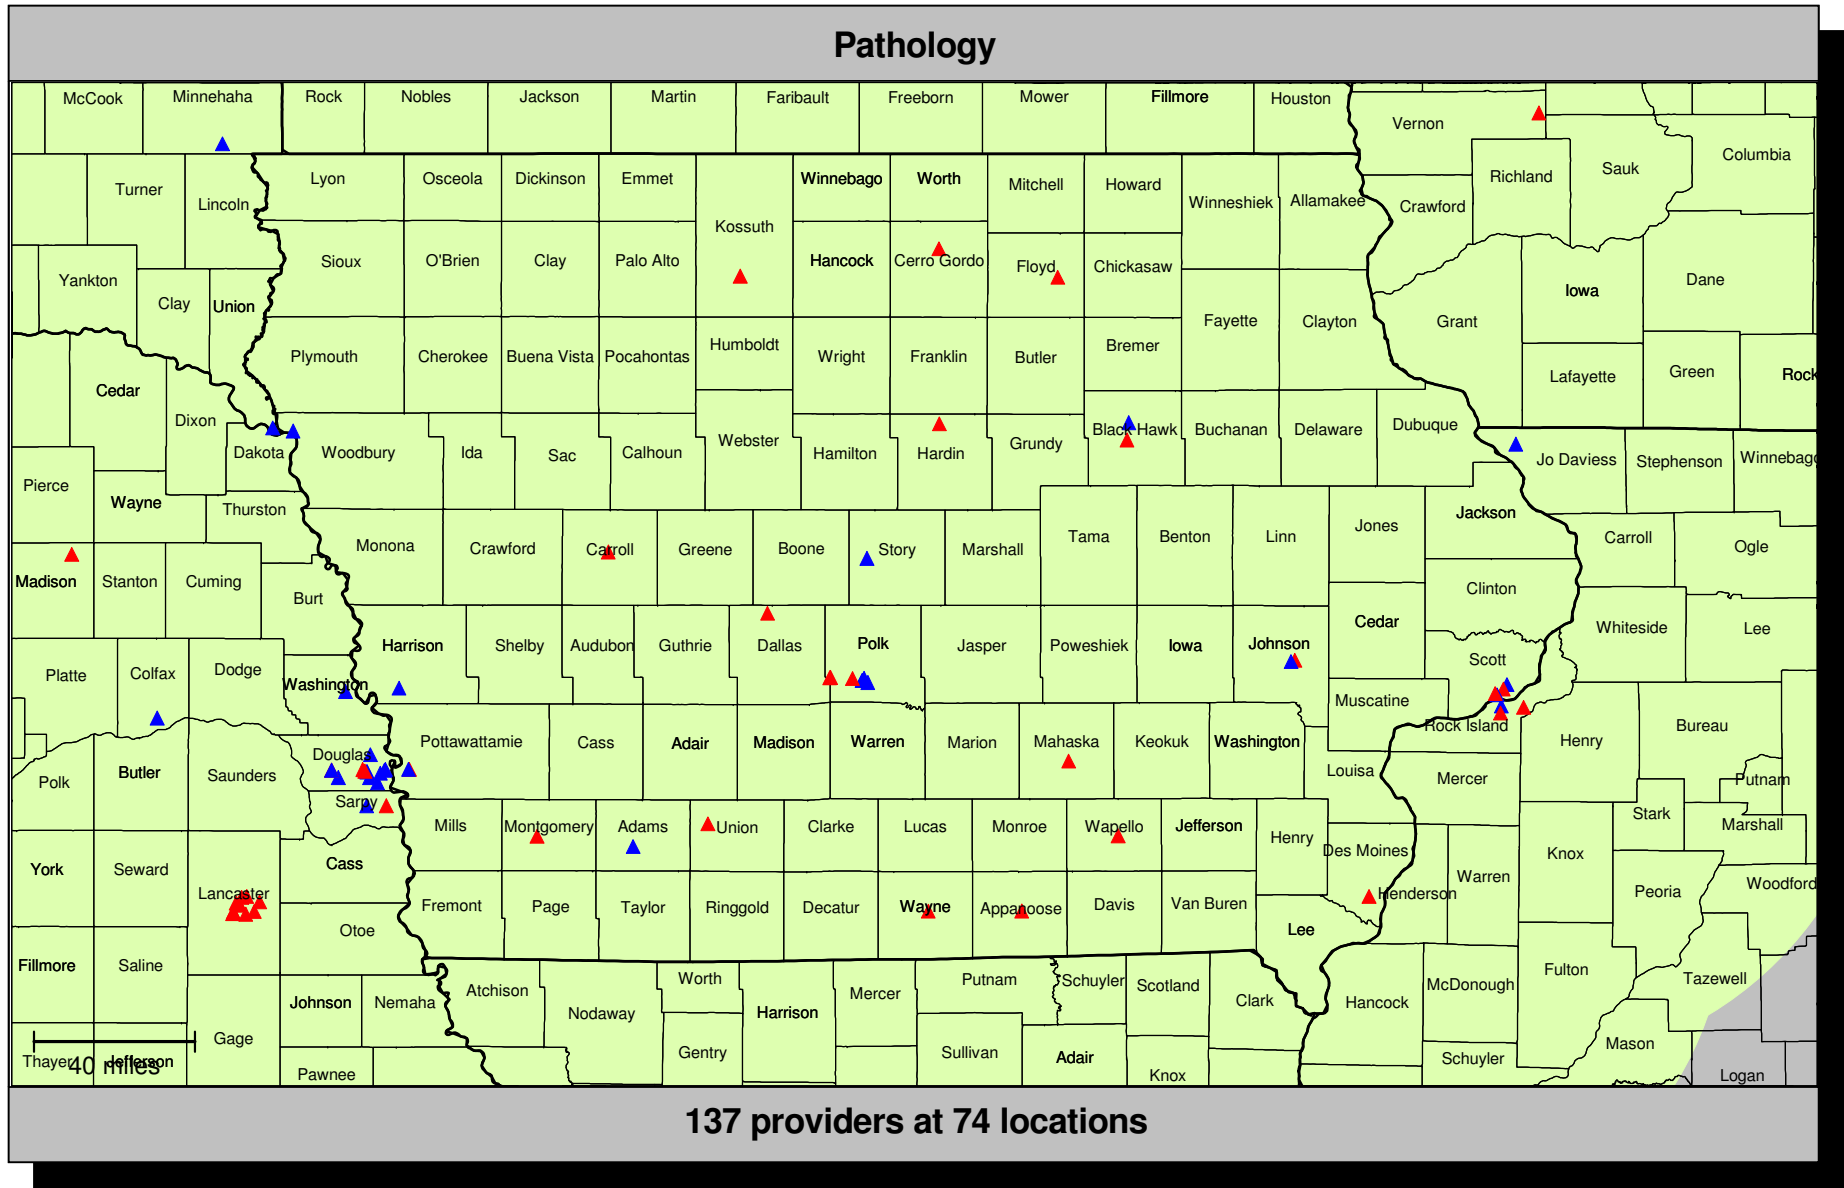 Pathology
McCook Minnehaha Rock Nobles Jackson Martin Faribault Freeborn Mower Fillmore Houston
Vernon
Columbia
Sauk
Richland
Turner Lyon Osceola Dickinson Emmet Winnebago Worth Mitchell Howard
Lincoln Winneshiek Allamakee Crawford
Kossuth
Sioux O'Brien Clay Palo Alto Hancock Cerro Gordo Floyd Chickasaw
Yankton Dane
Clay Union Iowa
Fayette Clayton Grant
Plymouth Cherokee Buena Vista Pocahontas Humboldt Wright Franklin Butler Bremer
Lafayette Green Rock
Cedar
Dixon Dubuque
Black Hawk Buchanan Delaware
Dakota Woodbury Ida Sac Calhoun Webster Hamilton Hardin Grundy
Jo Daviess Stephenson Winnebago
Pierce
Wayne Thurston Jackson
Monona Crawford Carroll Greene Boone Story Marshall Tama Benton Linn Jones
Carroll Ogle
Madison Stanton Cuming
Burt Clinton
Cedar Whiteside Lee
Harrison Shelby Audubon Guthrie Dallas Polk Jasper Poweshiek Iowa Johnson
Scott
Platte Colfax Dodge
Washington
Muscatine
Rock Island Bureau
Pottawattamie Cass Adair Madison Warren Marion Mahaska Keokuk Washington
Henry
Douglas
Polk Butler Saunders Louisa Mercer Putnam
Sarpy
Mills Montgomery Adams Union Clarke Lucas Monroe Wapello Jefferson Henry
Stark Marshall
Des Moines Knox
York Seward Cass
Lancaster Henderson Warren Peoria Woodford
Fremont Page Taylor Ringgold Decatur Wayne Appanoose Davis Van Buren
Otoe Lee
Fillmore Saline Fulton
Atchison Worth Putnam Schuyler Scotland McDonough Tazewell
Johnson Nemaha Nodaway Harrison Mercer Clark Hancock
Gage
Gentry Sullivan Adair Schuyler Mason
Thayer Jefferson
40 miles
Pawnee Knox Logan
137 providers at 74 locations